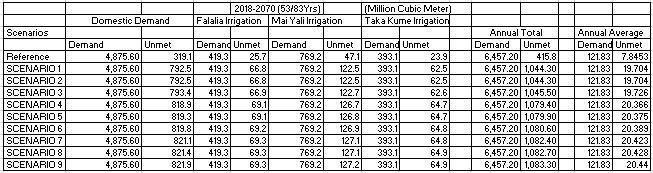 2018-2070 (53/83Yrs) (Million Cubic Meter)
Domestic Demand Falalia Irrigation Mai Yali Irrigation Taka Kume Irrigation
Scenarios Annual Total Annual Average
Demand Unmet Demand Unmet Demand Unmet Demand Unmet Demand Unmet Demand Unmet
Reference 4,875.60 319.1 419.3 25.7 769.2 47.1 393.1 23.9 6,457.20 415.8 121.83 7.8453
SCENARIO 1 4,875.60 792.5 419.3 66.8 769.2 122.5 393.1 62.5 6,457.20 1,044.30 121.83 19.704
SCENARIO 2 4,875.60 792.5 419.3 66.8 769.2 122.5 393.1 62.5 6,457.20 1,044.30 121.83 19.704
SCENARIO 3 4,875.60 793.4 419.3 66.9 769.2 122.7 393.1 62.6 6,457.20 1,045.50 121.83 19.726
SCENARIO 4 4,875.60 818.9 419.3 69.1 769.2 126.7 393.1 64.7 6,457.20 1,079.40 121.83 20.366
SCENARIO 5 4,875.60 819.3 419.3 69.1 769.2 126.8 393.1 64.7 6,457.20 1,079.90 121.83 20.375
SCENARIO 6 4,875.60 819.8 419.3 69.2 769.2 126.9 393.1 64.8 6,457.20 1,080.60 121.83 20.389
SCENARIO 7 4,875.60 821.1 419.3 69.3 769.2 127.1 393.1 64.8 6,457.20 1,082.40 121.83 20.423
SCENARIO 8 4,875.60 821.4 419.3 69.3 769.2 127.1 393.1 64.9 6,457.20 1,082.70 121.83 20.428
SCENARIO 9 4,875.60 821.9 419.3 69.3 769.2 127.2 393.1 64.9 6,457.20 1,083.30 121.83 20.44